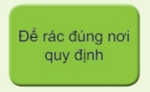 Để rác đúng nơi
quy định